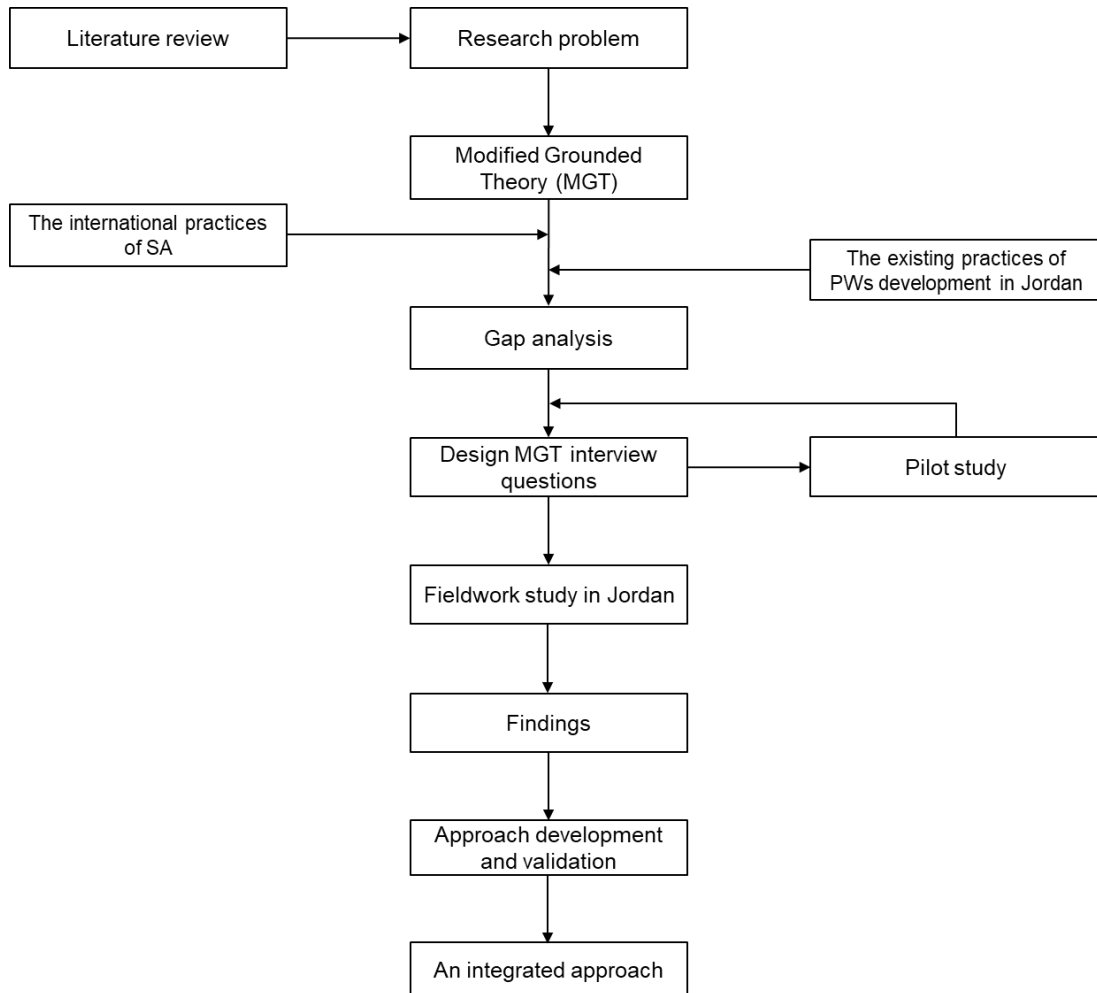 Literature review
Research problem
Modified Grounded
Theory (MGT)
The international practices
of SA
The existing practices of
PWs development in Jordan
Gap analysis
Design MGT interview
questions
Pilot study
Fieldwork study in Jordan
Findings
Approach development
and validation
An integrated approach